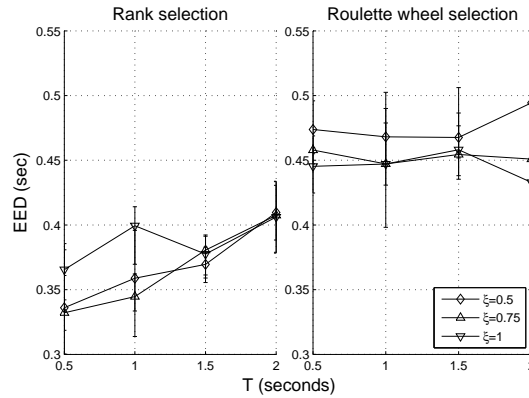 Rank selection
Roulette wheel selection
0.55
0.5
0.45
0.4
0.35
0.3
EED (sec)
0.5 1 1.5 2
T (seconds)
0.55
0.5
0.45
0.4
0.35
0.3
0.5 1 1.5 2
ξ=0.5
ξ=0.75
ξ=1